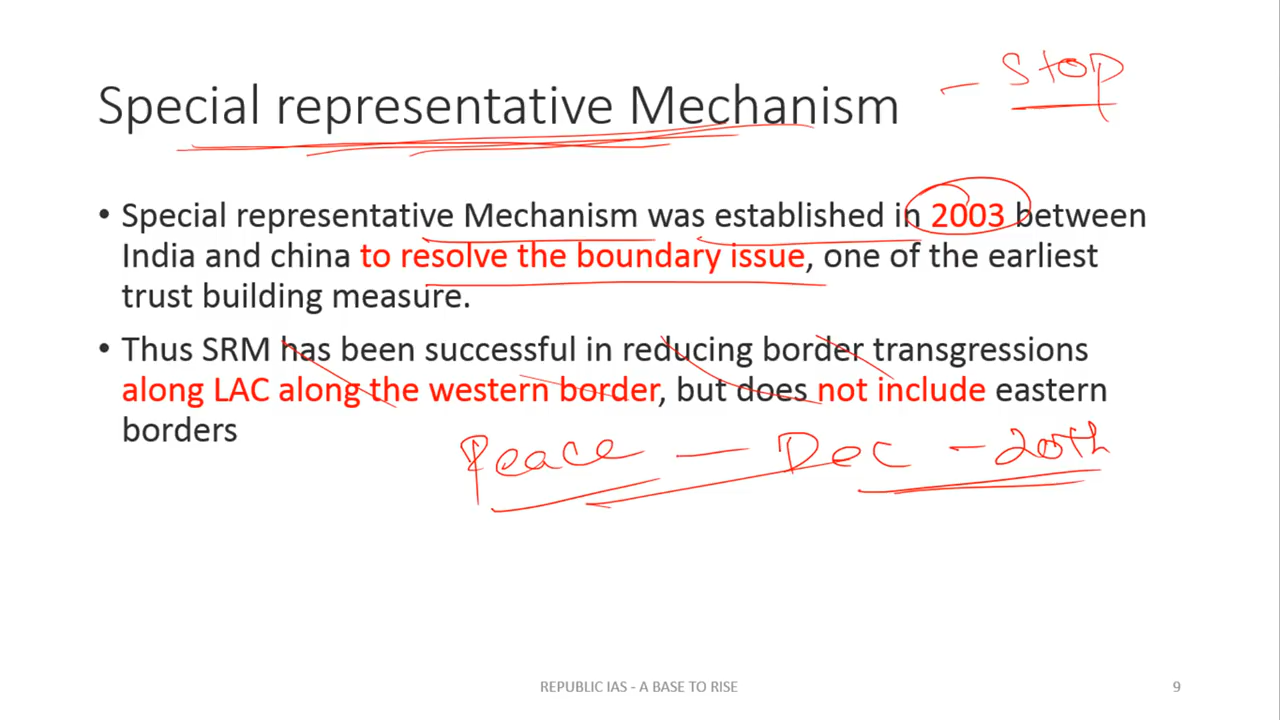 Special representative Mechanism - Stop
• Special representative Mechanism was established in 2003 between
India and china to resolve the boundary issue, one of the earliest
trust building measure.
• Thus SRM has been successful in reducing border transgressions
along LAC along the western border, but does not include eastern
borders
Peace - Dec - 20th
REPUBLIC IAS - A BASE TO RISE 9